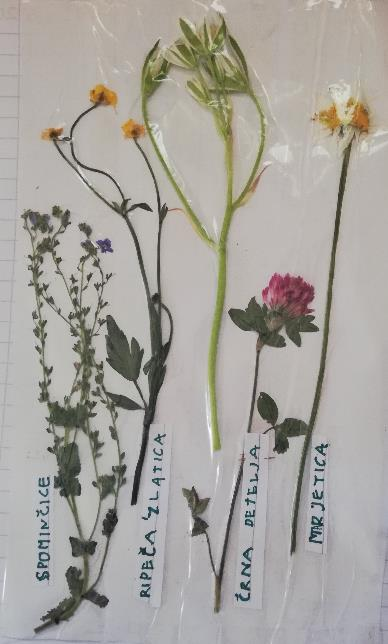 SPOMINČICE
RIPEČA ZLATICA
ČRNA DETELJA
MARJETICA